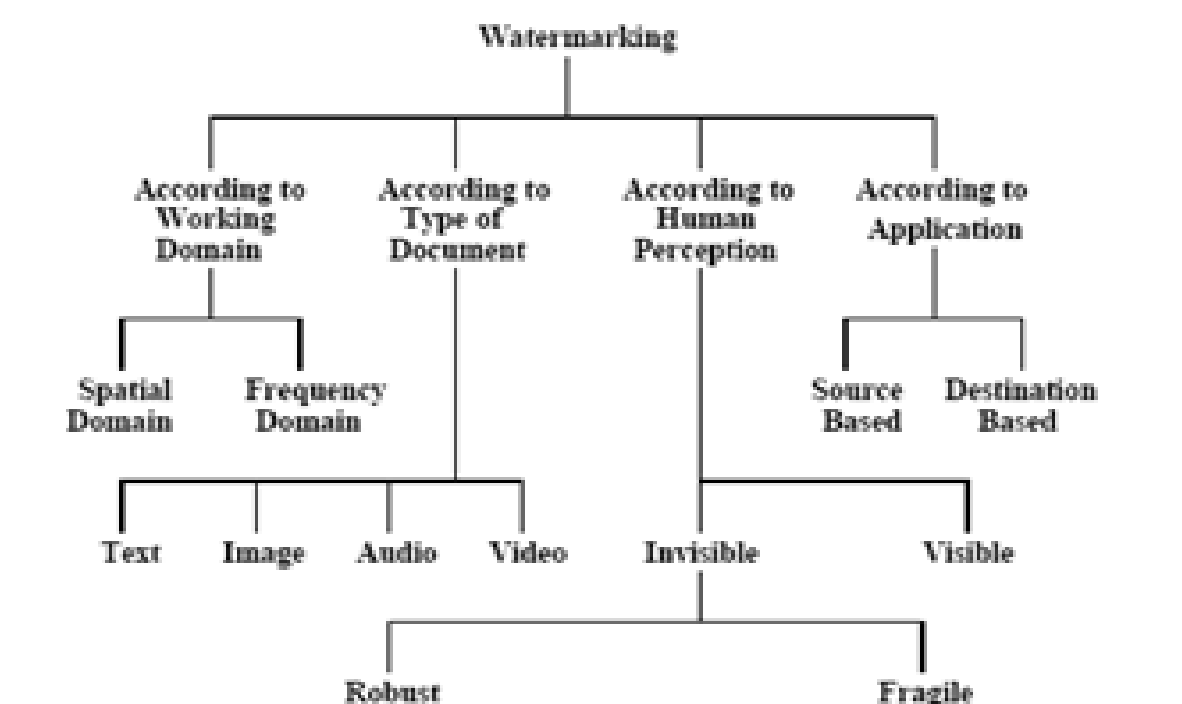 Watermarking
According to
Working
Domain
According to
Type of
Document
According to
Human
Perception
According to
Application
Spatial
Domain
Frequency
Domain
Source
Based
Destination
Based
Text
Image
Audio
Video
Invisible
Visible
Robust
Fragile